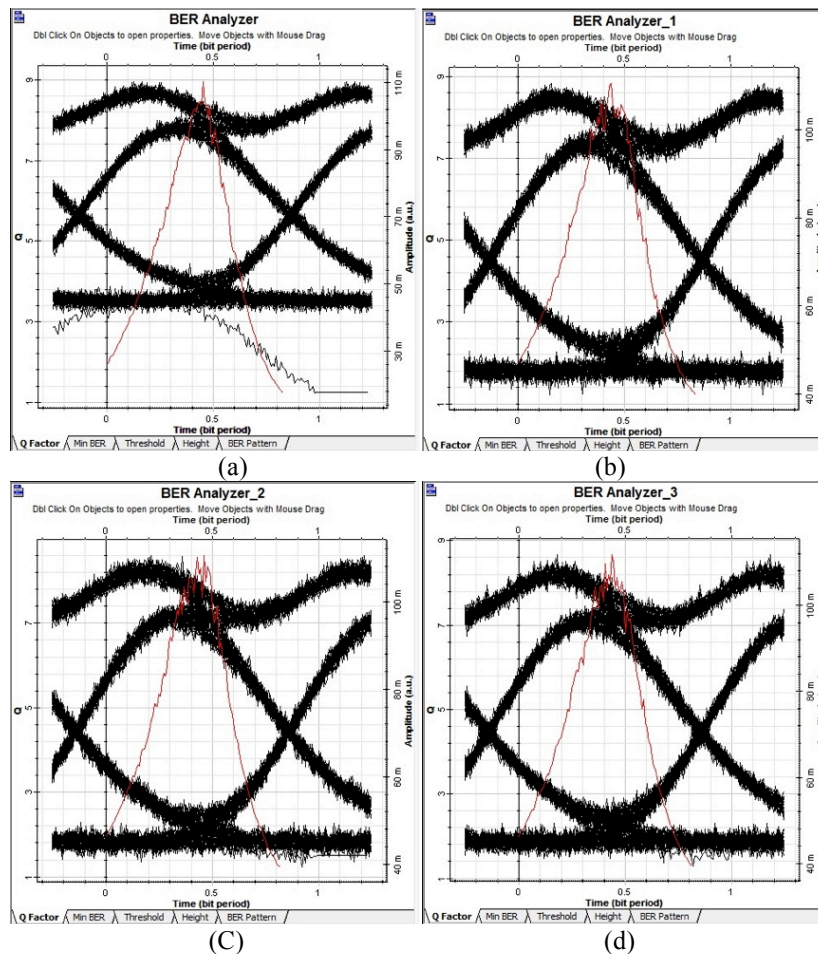 BER Analyzer
Dbl Click On Objects to open properties. Move Objects with Mouse Drag
Time (bit period)
0 0.5 1
9
7
5
3
1
Q
110 m
90 m
70 m
50 m
30 m
Amplitude (a.u.)
0 0.5 1
Time (bit period)
Q Factor Min BER Threshold Height BER Pattern
(a)
BER Analyzer_1
Dbl Click On Objects to open properties. Move Objects with Mouse Drag
Time (bit period)
0 0.5 1
9
7
5
3
1
Q
100 m
80 m
60 m
40 m
0 0.5 1
Time (bit period)
Q Factor Min BER Threshold Height BER Pattern
(b)
BER Analyzer_2
Dbl Click On Objects to open properties. Move Objects with Mouse Drag
Time (bit period)
0 0.5 1
9
7
5
3
1
Q
100 m
80 m
60 m
40 m
Amplitude (a.u.)
0 0.5 1
Time (bit period)
Q Factor Min BER Threshold Height BER Pattern
(C)
BER Analyzer_3
Dbl Click On Objects to open properties. Move Objects with Mouse Drag
Time (bit period)
0 0.5 1
9
7
5
3
1
Q
100 m
80 m
60 m
40 m
0 0.5 1
Time (bit period)
Q Factor Min BER Threshold Height BER Pattern
(d)